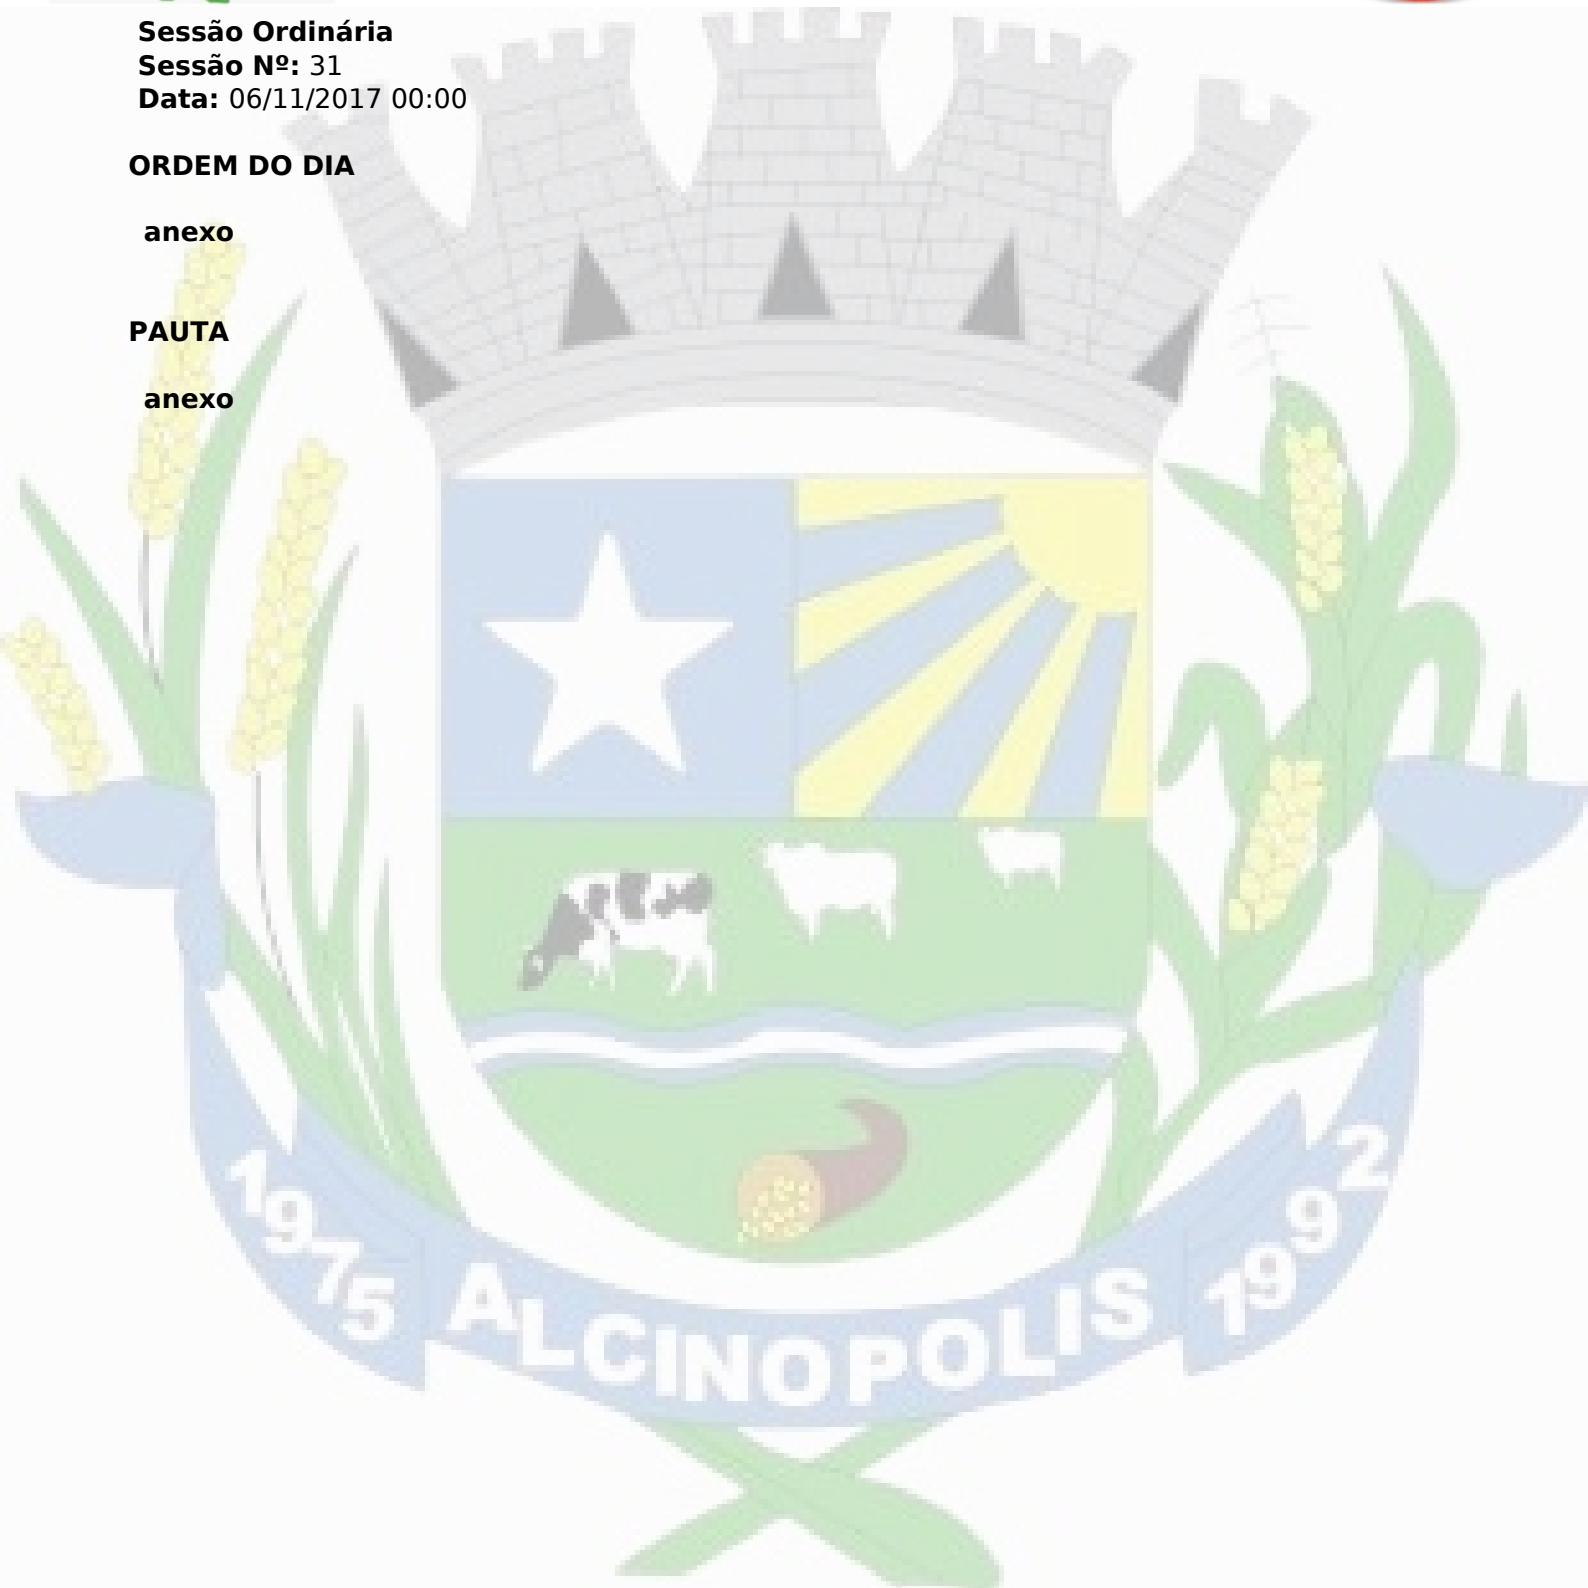 Sessão Ordinária
Sessão Nº: 31
Data: 06/11/2017 00:00
ORDEM DO DIA
anexo
PAUTA
anexo
1975 ALCINOPOLIS 1992